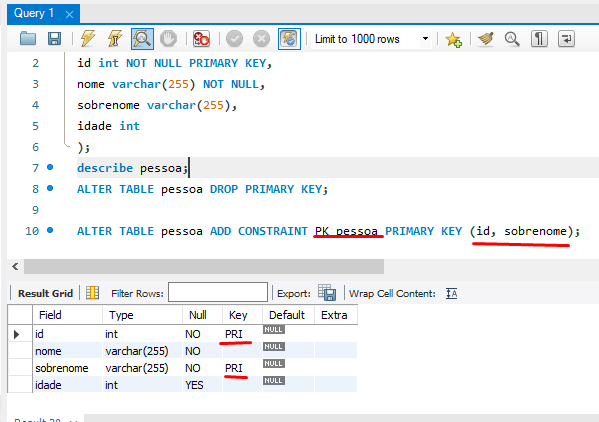 Query 1
Limit to 1000 rows
2 id int NOT NULL PRIMARY KEY,
3 nome varchar(255) NOT NULL,
4 sobrenome varchar(255),
5 idade int
6 );
7 describe pessoa;
8 ALTER TABLE pessoa DROP PRIMARY KEY;
9
10 ALTER TABLE pessoa ADD CONSTRAINT PK_pessoa PRIMARY KEY (id, sobrenome);
Result Grid Filter Rows: Export: Wrap Cell Content:
Field Type Null Key Default Extra
id int NO PRI NULL
nome varchar(255) NO NULL
sobrenome varchar(255) NO PRI NULL
idade int YES NULL